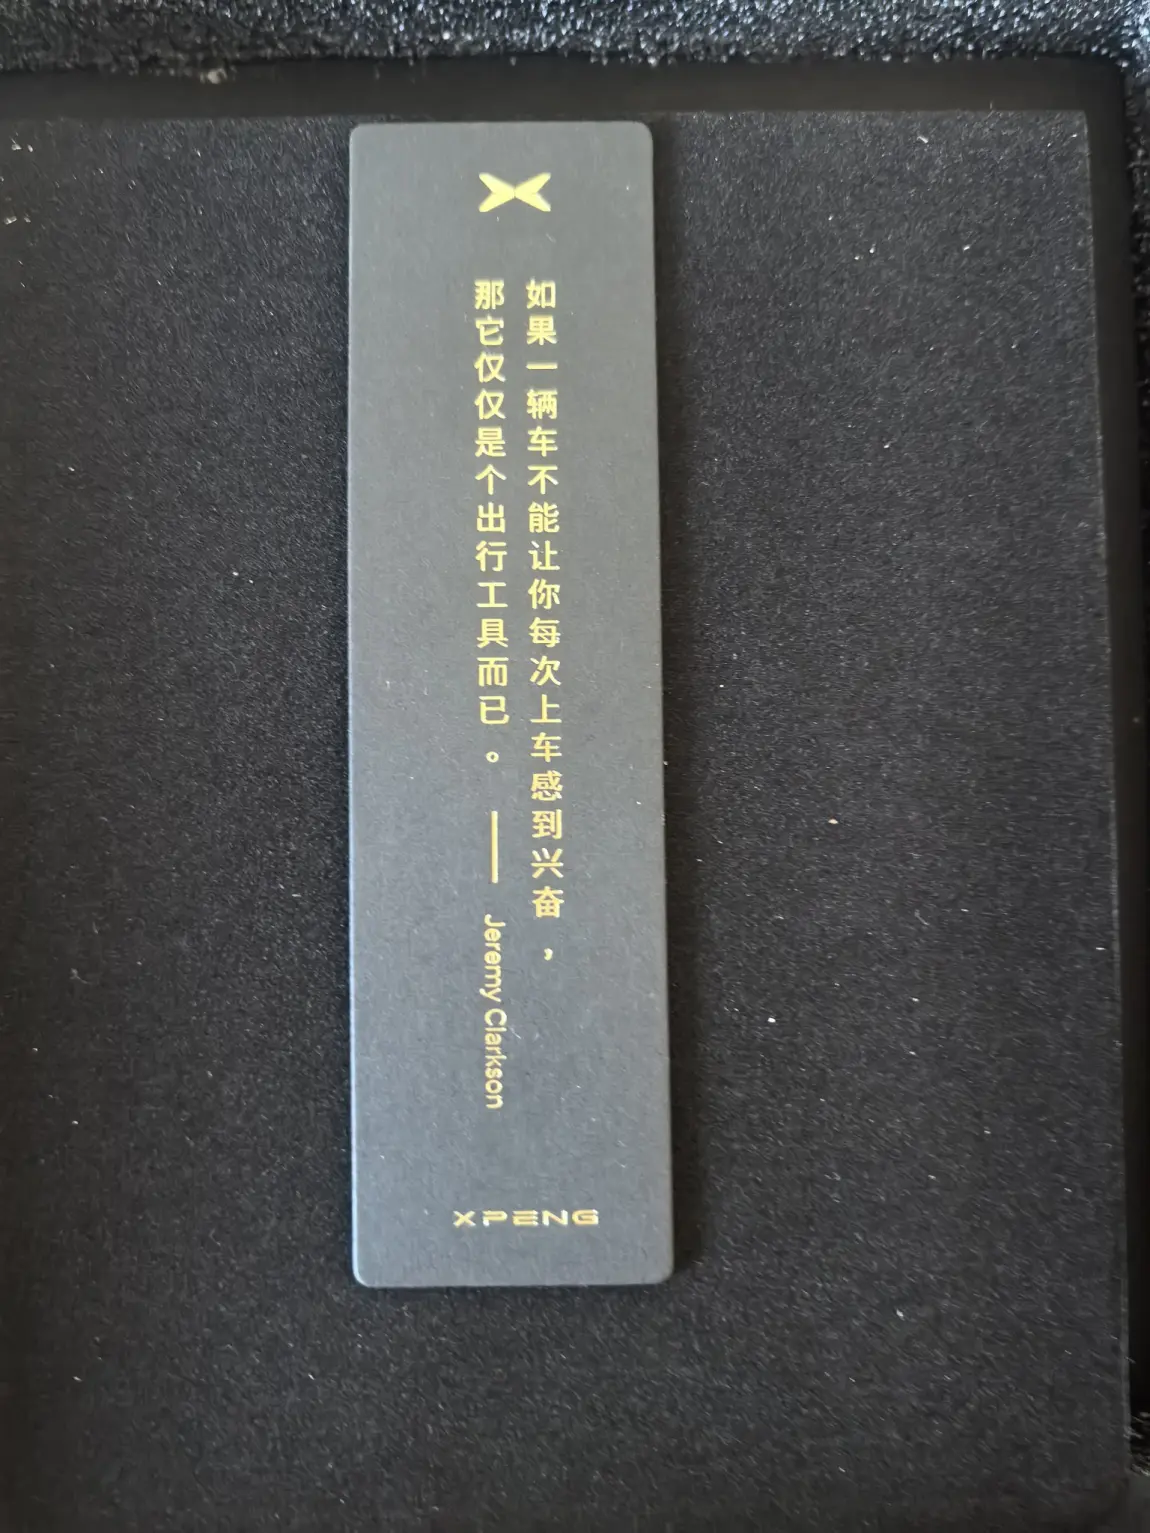 如果一辆车不能让你每次上车感到兴奋，
那它仅仅是个出行工具而已。——Jeremy Clarkson
XPENG